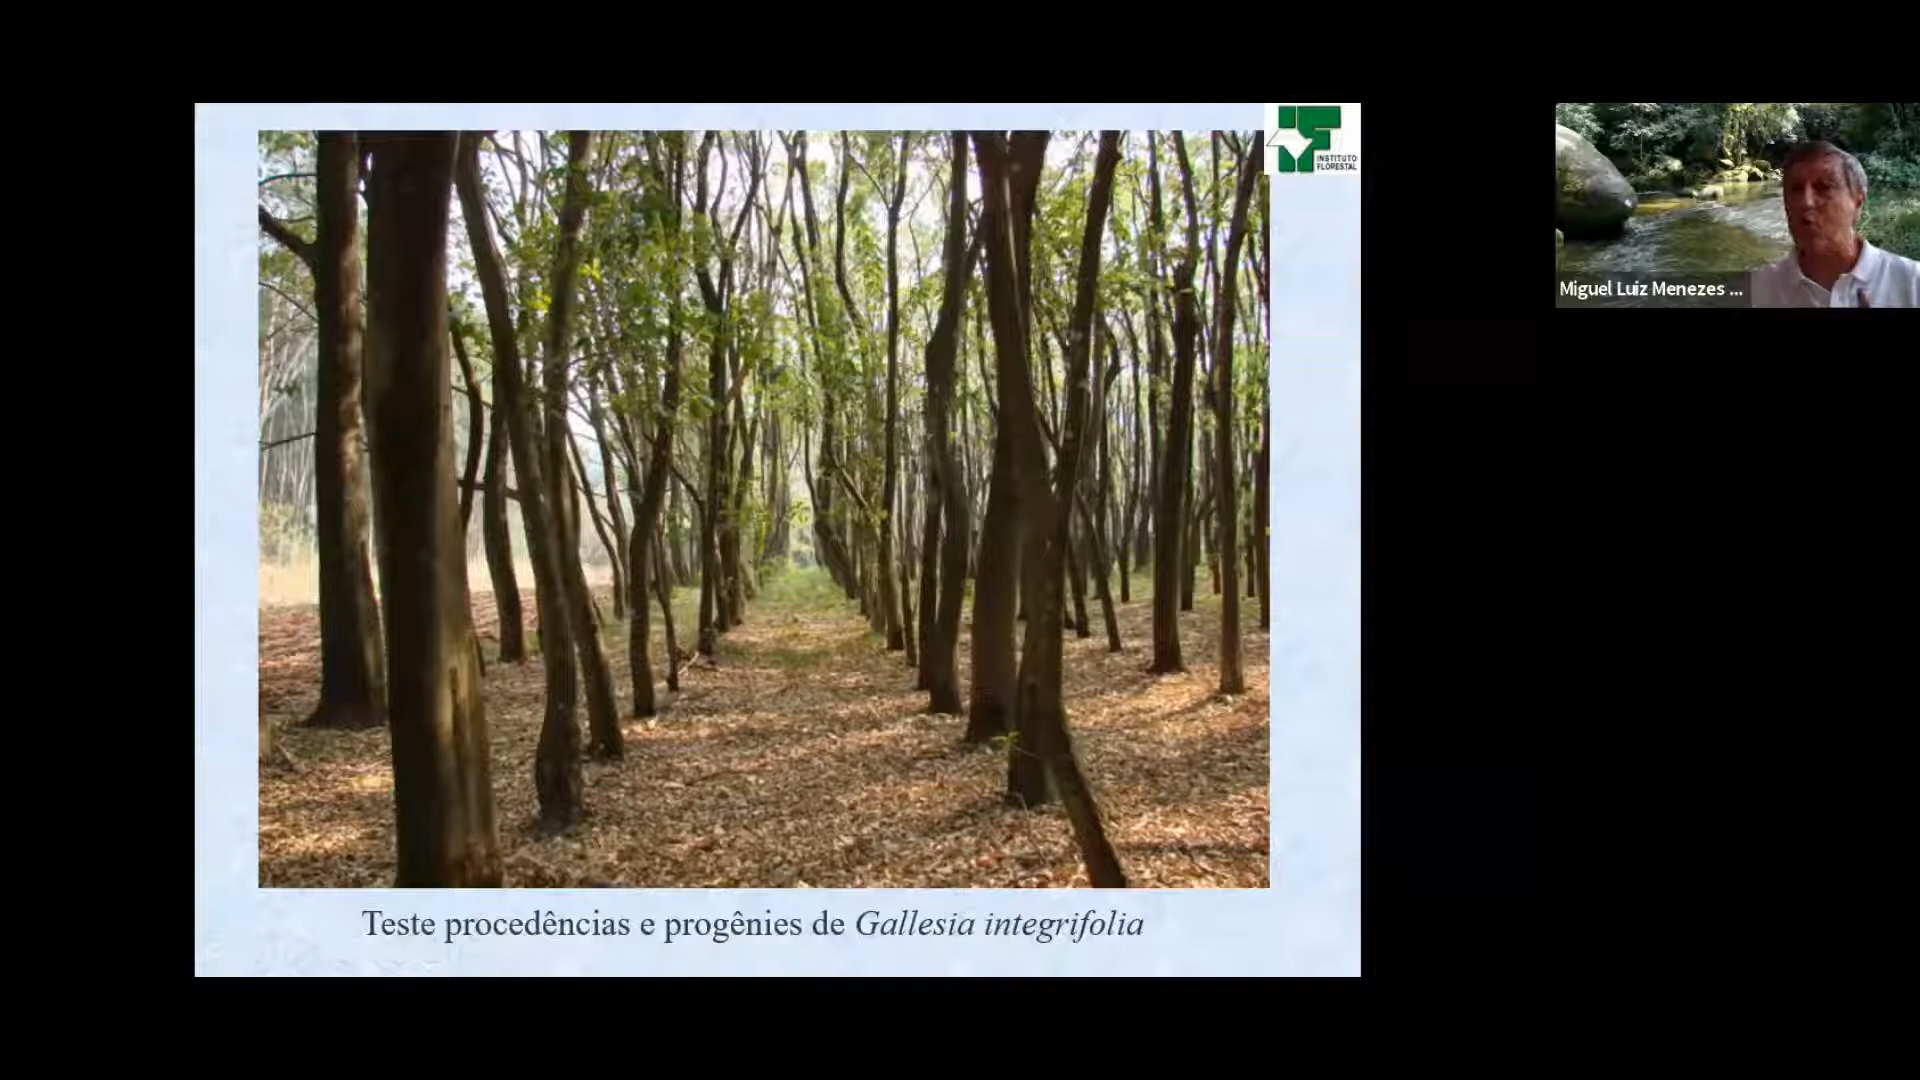 INSTITUTO
FLORESTAL
Miguel Luiz Menezes ...
Teste procedências e progênies de Gallesia integrifolia